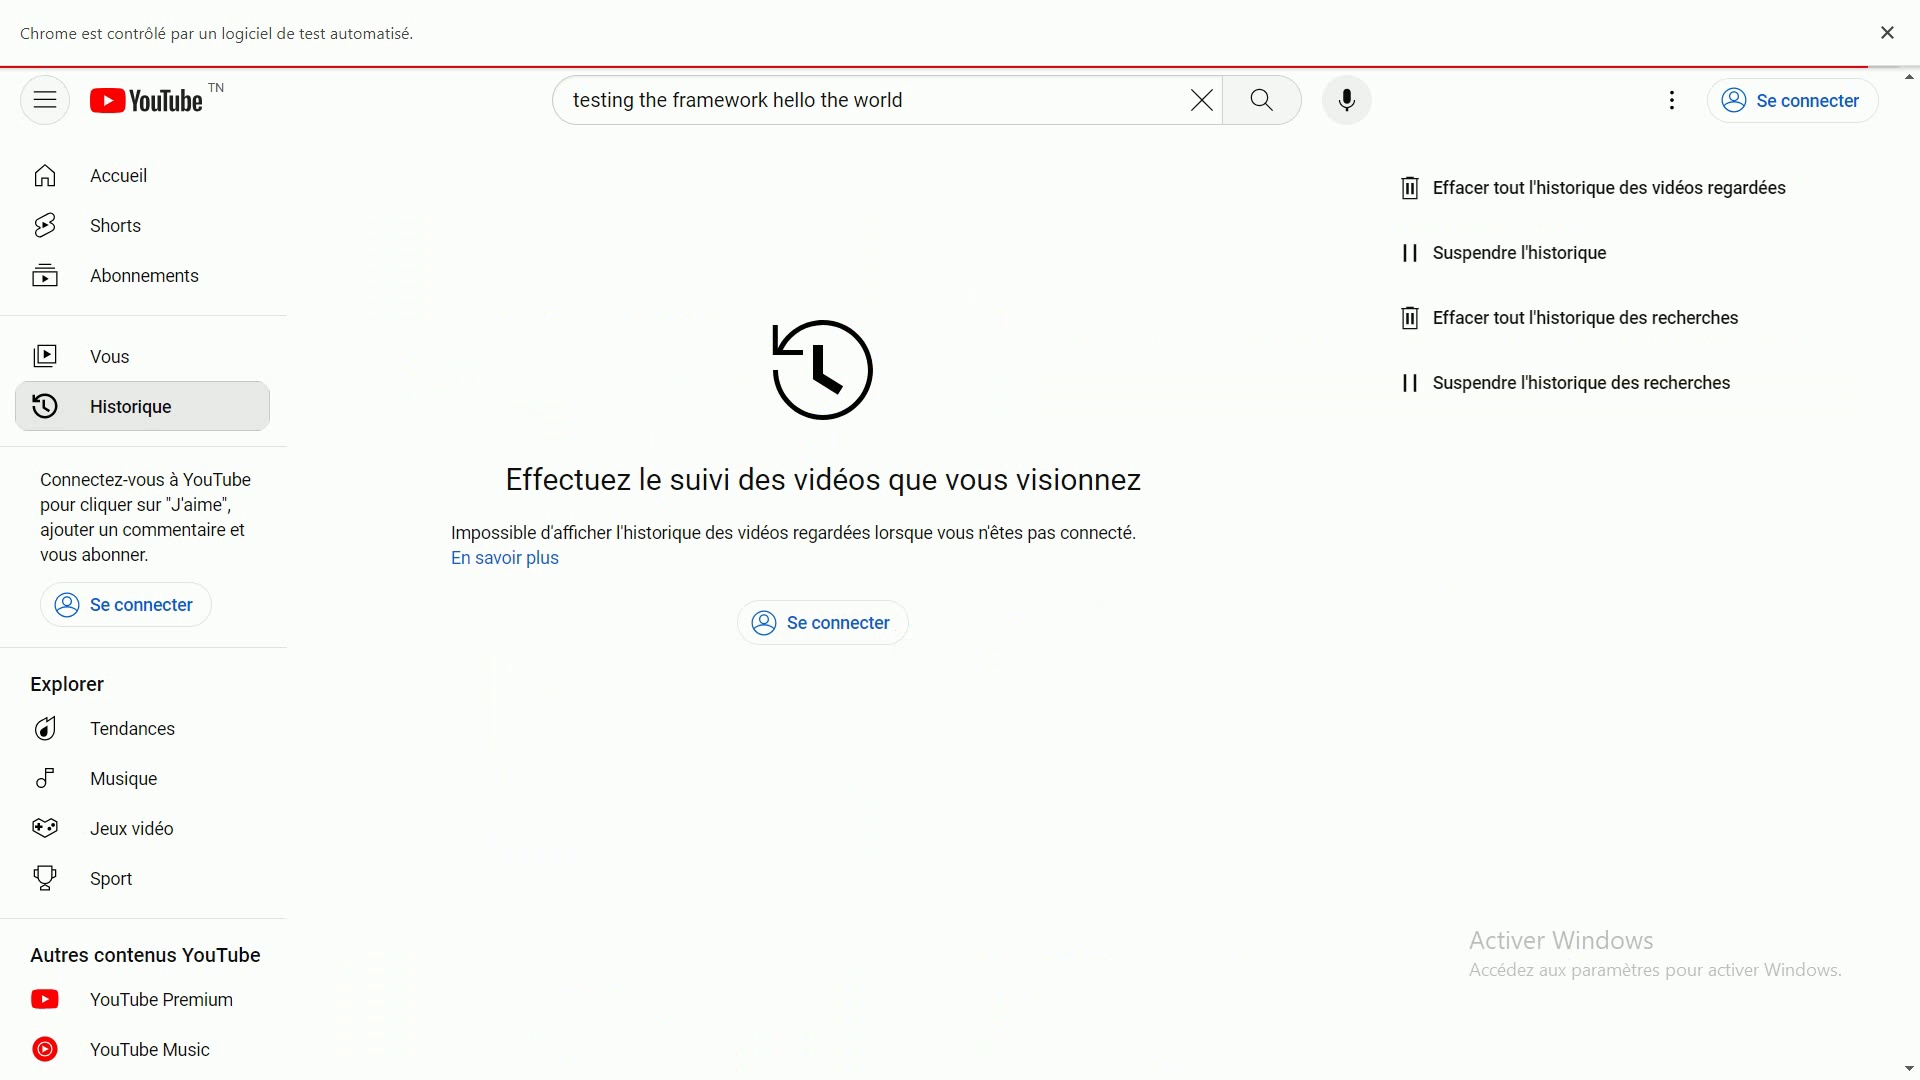 Chrome est contrôlé par un logiciel de test automatisé.
YouTube TN
testing the framework hello the world
Se connecter
Accueil
Shorts
Abonnements
Vous
Historique
Connectez-vous à YouTube
pour cliquer sur "J'aime",
ajouter un commentaire et
vous abonner.
Se connecter
Explorer
Tendances
Musique
Jeux vidéo
Sport
Autres contenus YouTube
YouTube Premium
YouTube Music
Effectuez le suivi des vidéos que vous visionnez
Impossible d'afficher l'historique des vidéos regardées lorsque vous n'êtes pas connecté.
En savoir plus
Se connecter
Effacer tout l'historique des vidéos regardées
Suspendre l'historique
Effacer tout l'historique des recherches
Suspendre l'historique des recherches
Activer Windows
Accédez aux paramètres pour activer Windows.